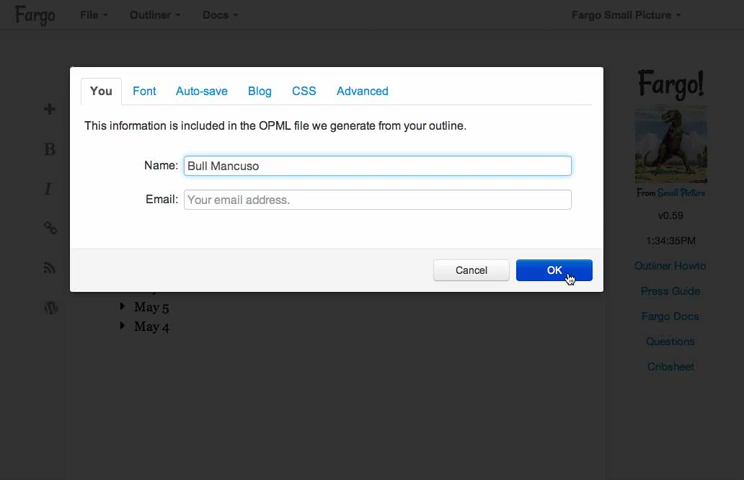 Fargo File Outliner Docs Fargo Small Picture
You Font Auto-save Blog CSS Advanced
This information is included in the OPML file we generate from your outline.
Name: Bull Mancuso
Email: Your email address.
Cancel OK
May 5
May 4
B
I
Fargo!
From Small Picture
v0.59
1:34:35PM
Outliner Howto
Press Guide
Fargo Docs
Questions
Cribsheet